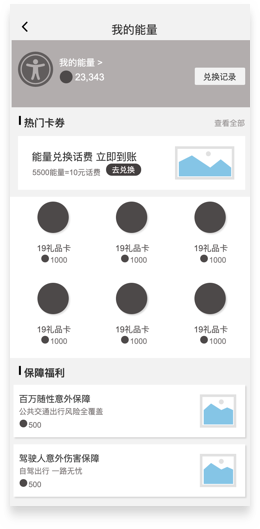 我的能量
我的能量 >
23,343
兑换记录
热门卡券
查看全部
能量兑换话费 立即到账
5500能量=10元话费
去兑换
19礼品卡
19礼品卡
19礼品卡
1000
1000
1000
19礼品卡
19礼品卡
19礼品卡
1000
1000
1000
保障福利
百万随性意外保障
公共交通出行风险全覆盖
500
驾驶人意外伤害保障
自驾出行 一路无忧
500